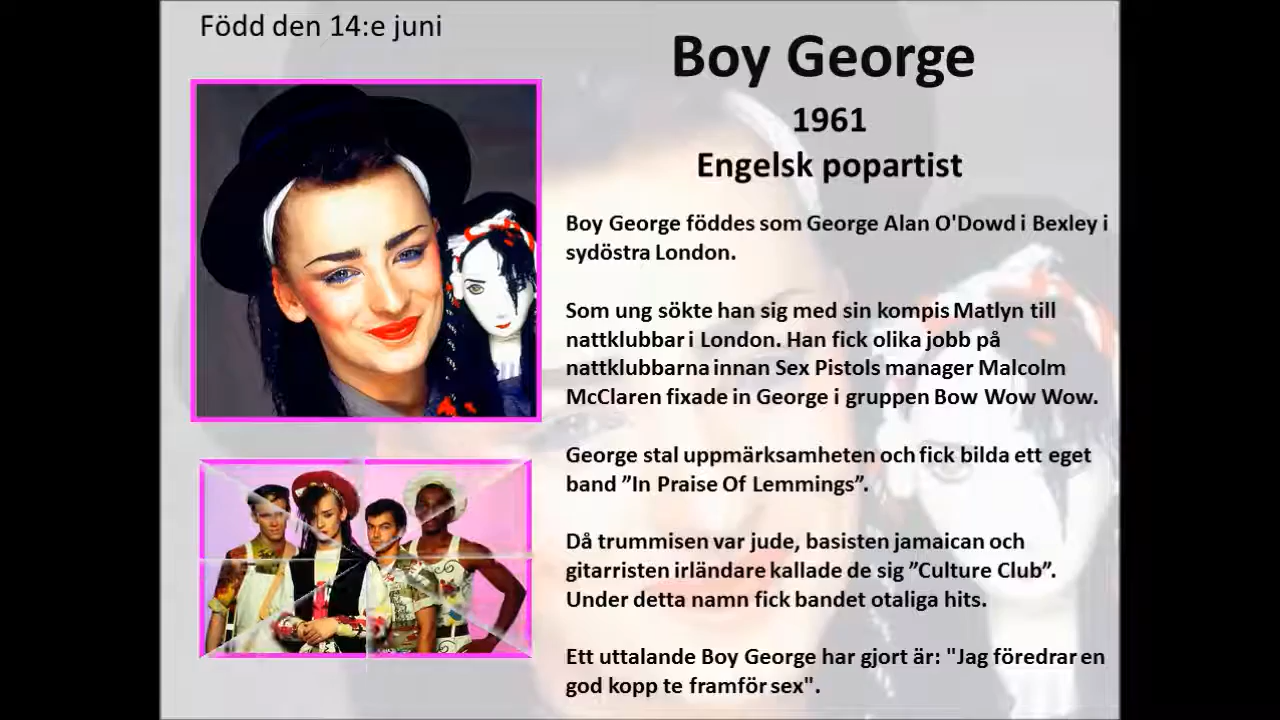 Född den 14:e juni
Boy George
1961
Engelsk popartist
Boy George föddes som George Alan O'Dowd i Bexley i
sydöstra London.
Som ung sökte han sig med sin kompis Matlyn till
nattklubbar i London. Han fick olika jobb på
nattklubbarna innan Sex Pistols manager Malcolm
McClaren fixade in George i gruppen Bow Wow Wow.
George stal uppmärksamheten och fick bilda ett eget
band ”In Praise Of Lemmings”.
Då trummisen var jude, basisten jamaican och
gitarristen irländare kallade de sig ”Culture Club”.
Under detta namn fick bandet otaliga hits.
Ett uttalande Boy George har gjort är: "Jag föredrar en
god kopp te framför sex".